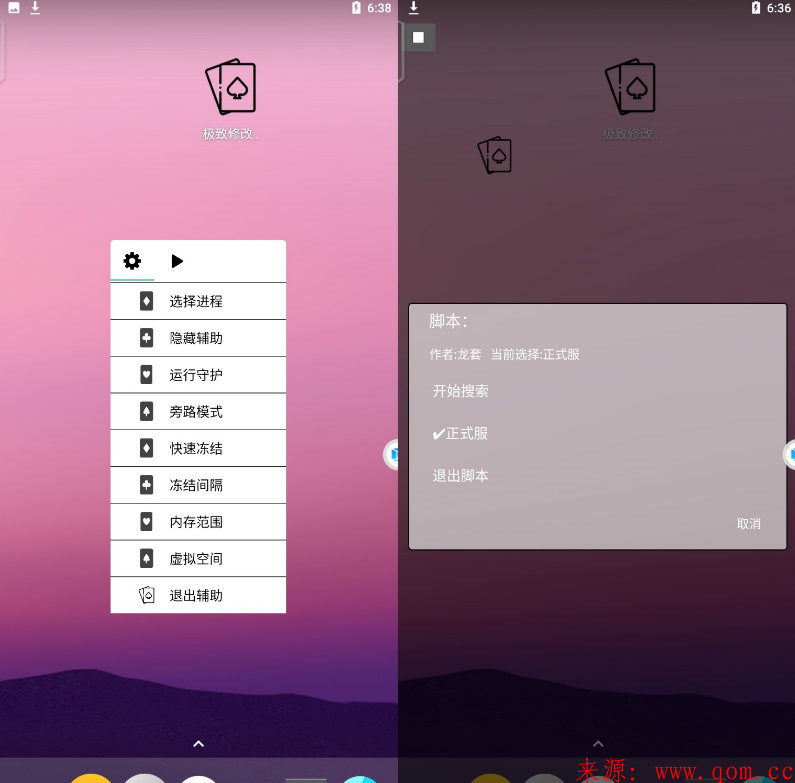 6:38
极致修改..
选择进程
隐藏辅助
运行守护
旁路模式
快速冻结
冻结间隔
内存范围
虚拟空间
退出辅助
6:36
极致修改..
脚本：
作者:龙套 当前选择:正式服
开始搜索
✔正式服
退出脚本
取消
来源: www.qom.cc